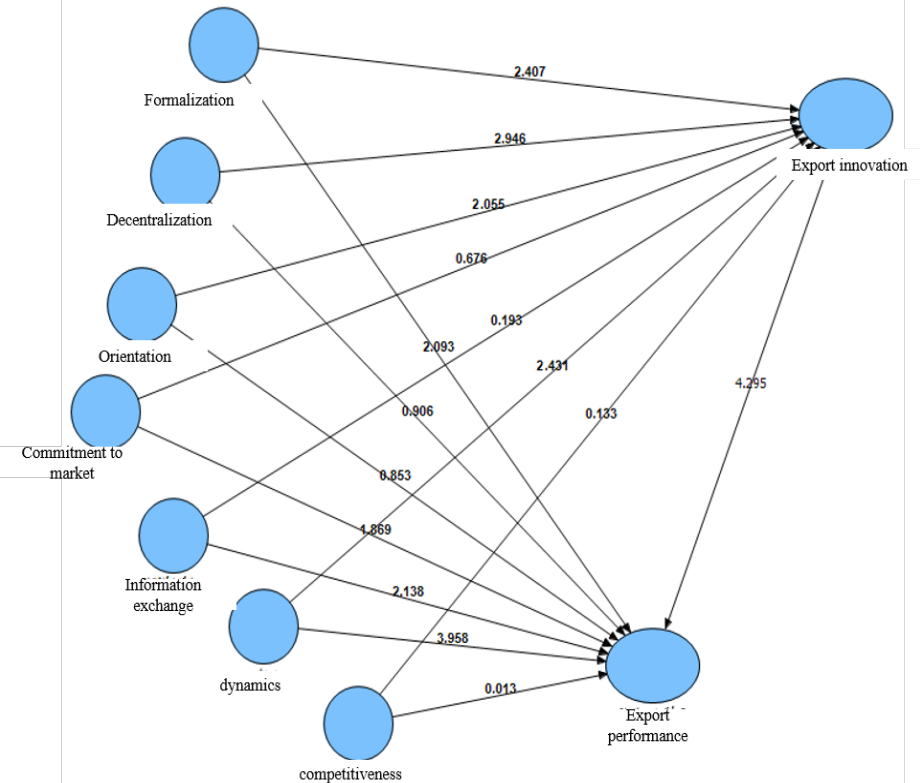 2.407
Formalization
2.946
Export innovation
Decentralization
2.055
0.676
0.193
2.093
Orientation
2.431
4.295
0.906
0.133
Commitment to
market
0.853
1.869
Information
exchange
2.138
3.958
dynamics
0.013
Export
performance
competitiveness